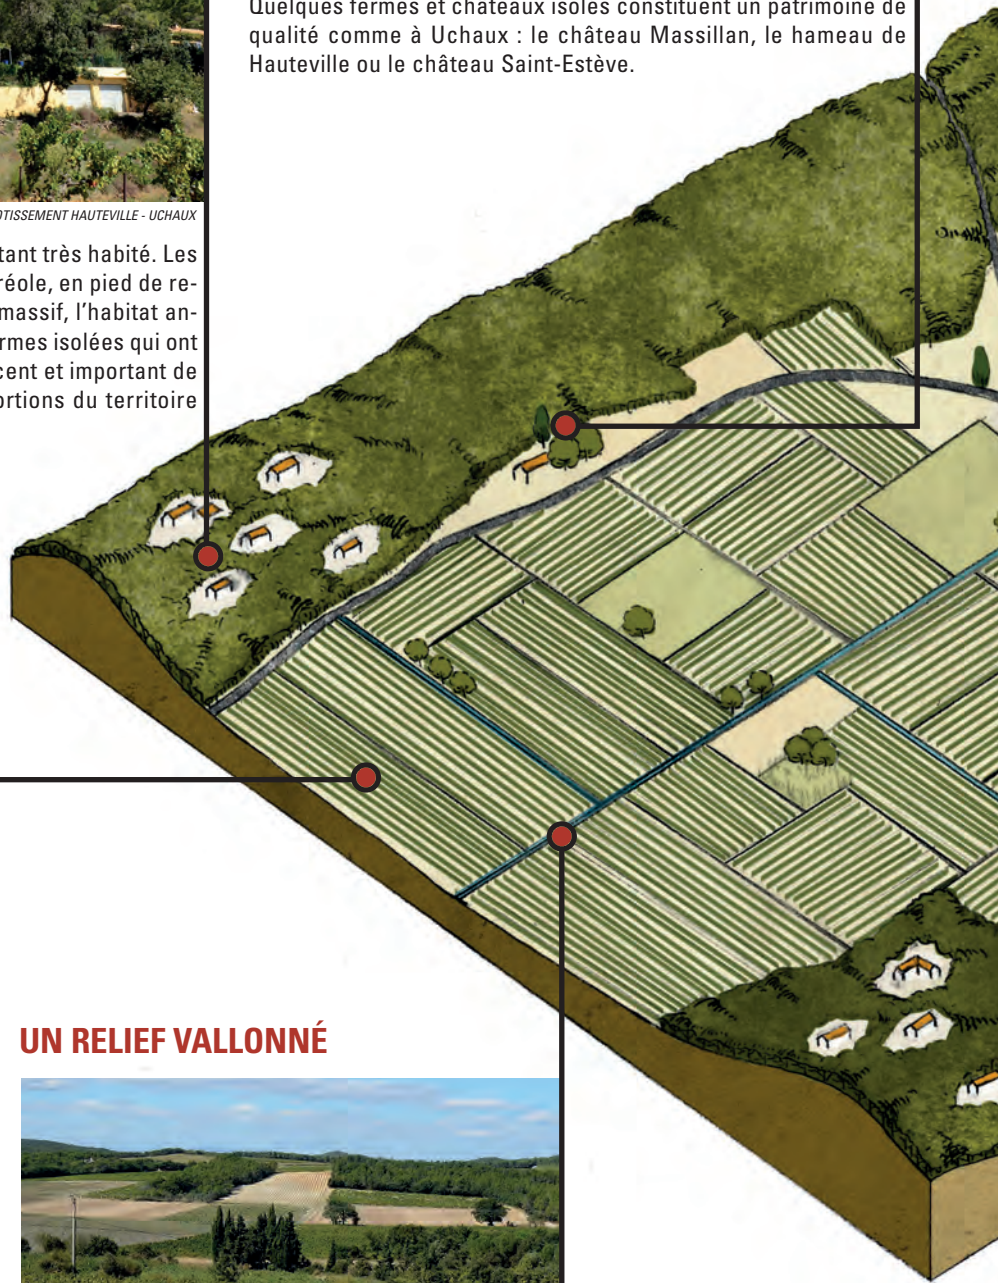 Quelques fermes et châteaux isolés constituent un patrimoine de
qualité comme à Uchaux : le château Massillan, le hameau de
Hauteville ou le château Saint-Estève.
OTISSEMENT HAUTEVILLE - UCHAUX
tant très habité. Les
réole, en pied de re-
massif, l'habitat an-
rmes isolées qui ont
cent et important de
ortions du territoire
UN RELIEF VALLONNÉ